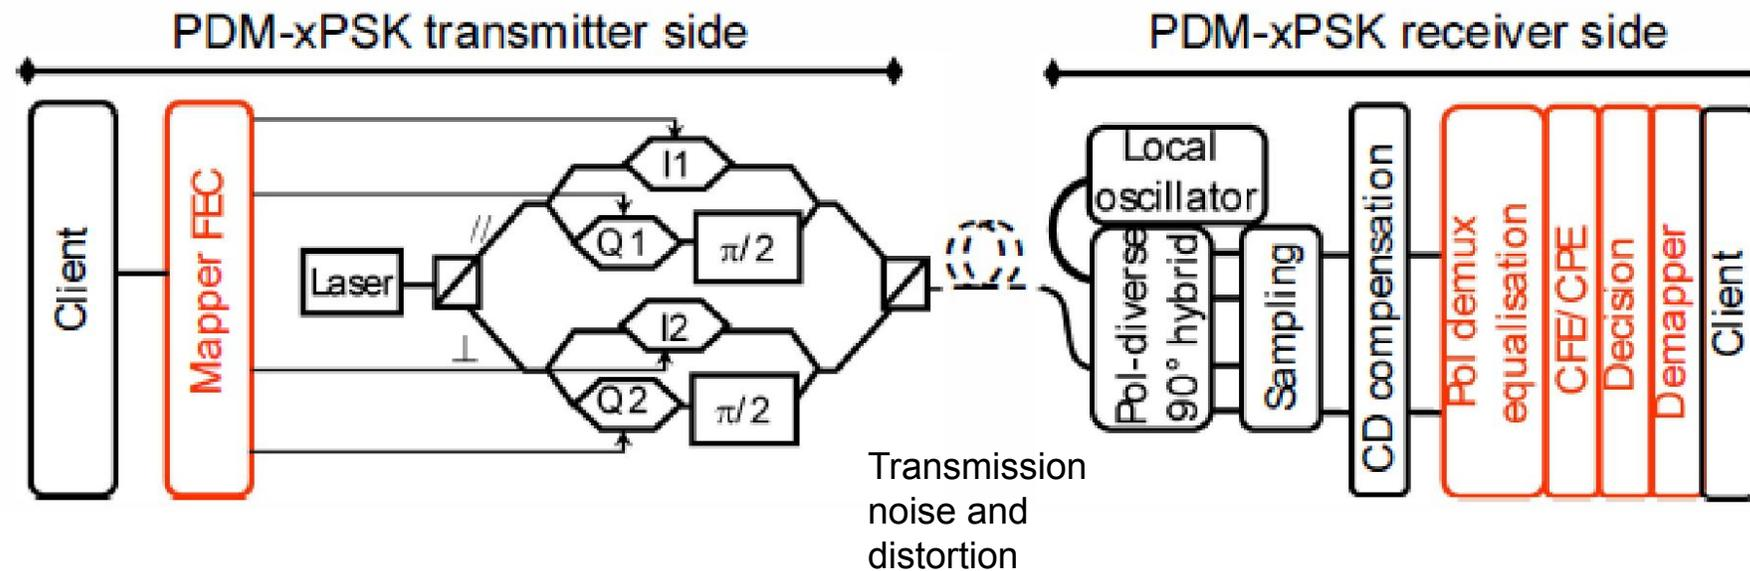 PDM-xPSK transmitter side
PDM-xPSK receiver side
Client
Mapper FEC
Laser
//
⊥
I1
Q1
π/2
I2
Q2
π/2
Transmission
noise and
distortion
Local
oscillator
Pol-diverse
90° hybrid
Sampling
CD compensation
Pol demux
equalisation
CFE/CPE
Decision
Demapper
Client